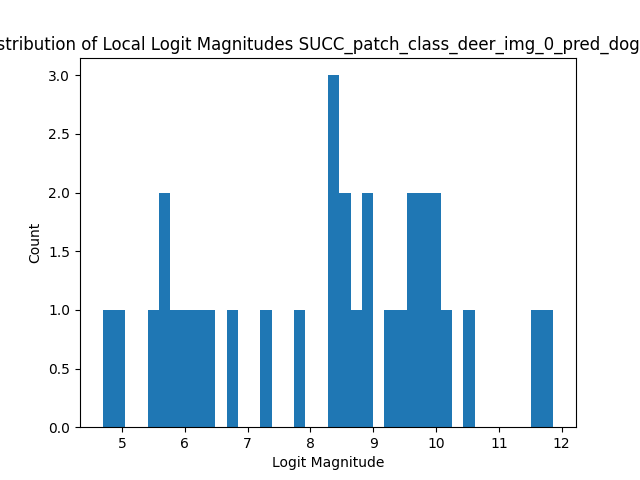 stribution of Local Logit Magnitudes SUCC_patch_class_deer_img_0_pred_dog
3.0
2.5
2.0
1.5
1.0
0.5
0.0
Count
5 6 7 8 9 10 11 12
Logit Magnitude